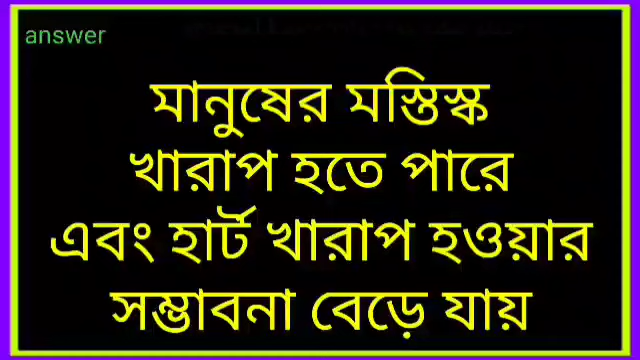 answer
মানুষের মস্তিস্ক
খারাপ হতে পারে
এবং হার্ট খারাপ হওয়ার
সম্ভাবনা বেড়ে যায়